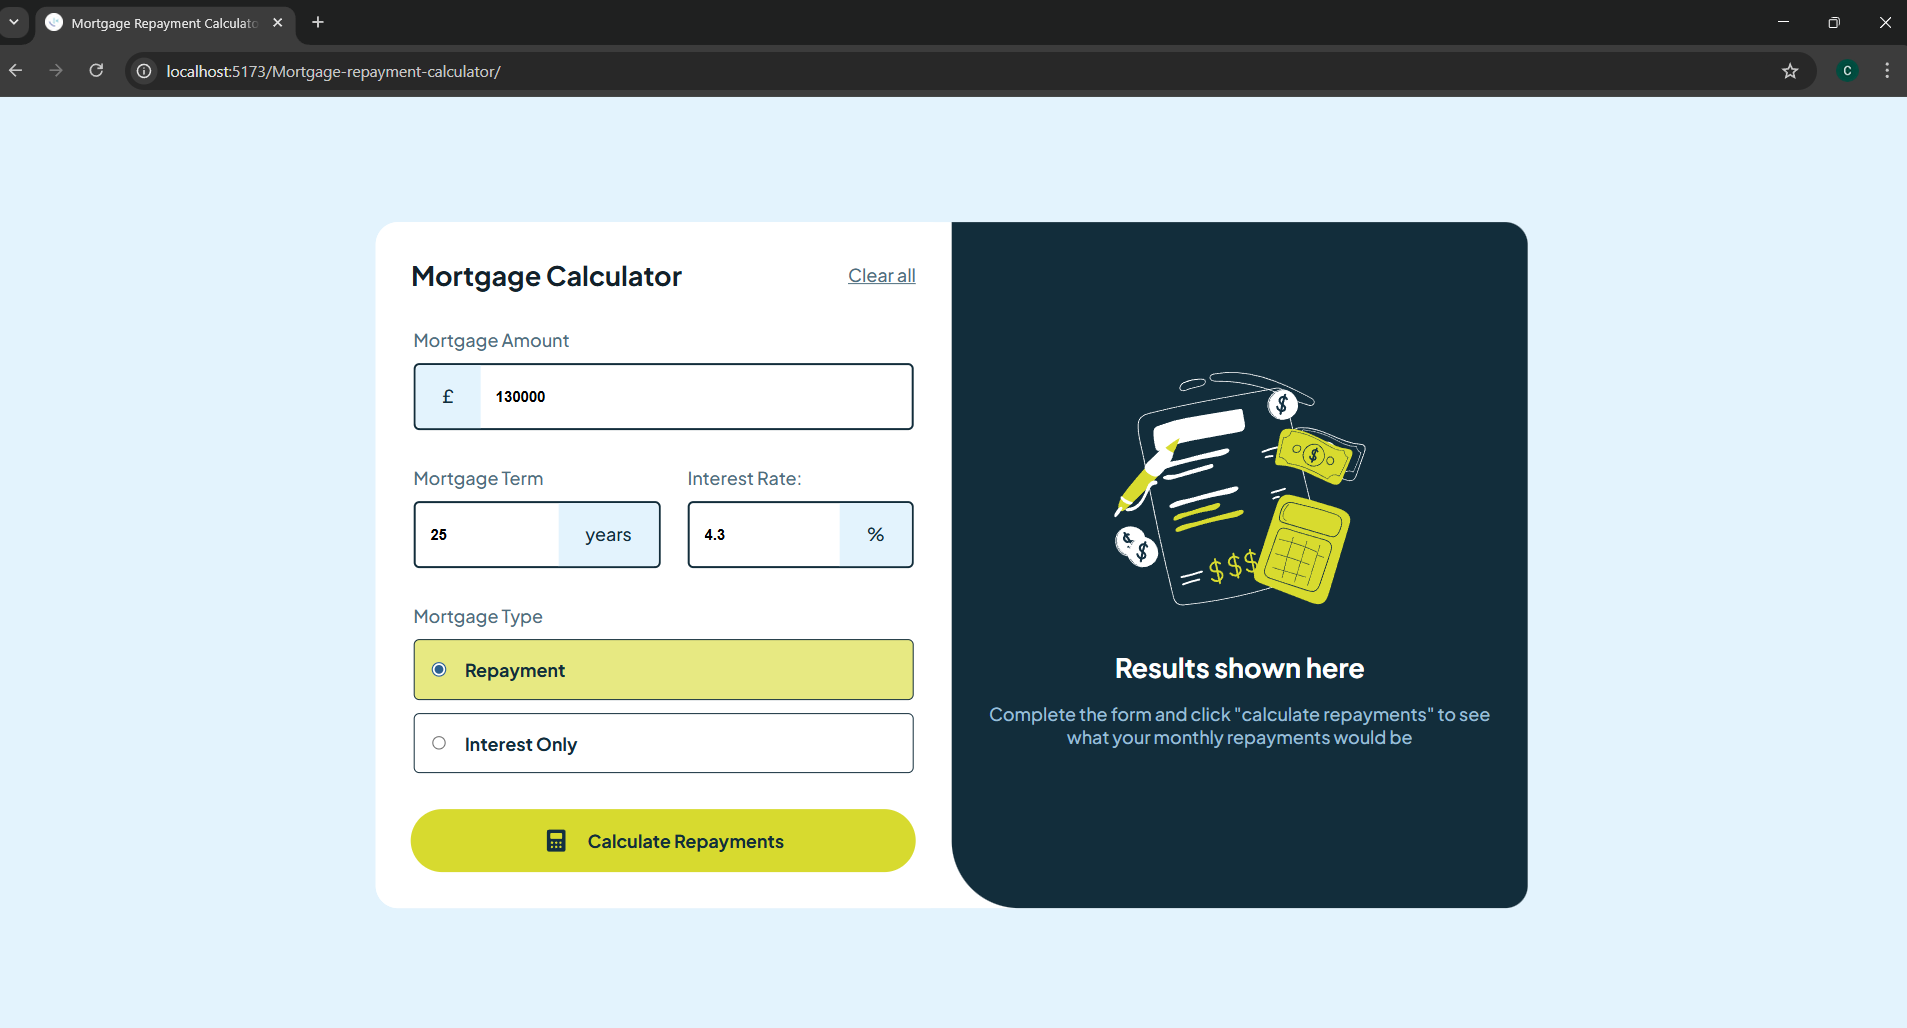 Mortgage Repayment Calculato
localhost:5173/Mortgage-repayment-calculator/
C
Mortgage Calculator
Clear all
Mortgage Amount
£
130000
Mortgage Term
Interest Rate:
25
years
4.3
%
Mortgage Type
Repayment
Interest Only
Calculate Repayments
$
$
$
$
$$$
Results shown here
Complete the form and click "calculate repayments" to see
what your monthly repayments would be